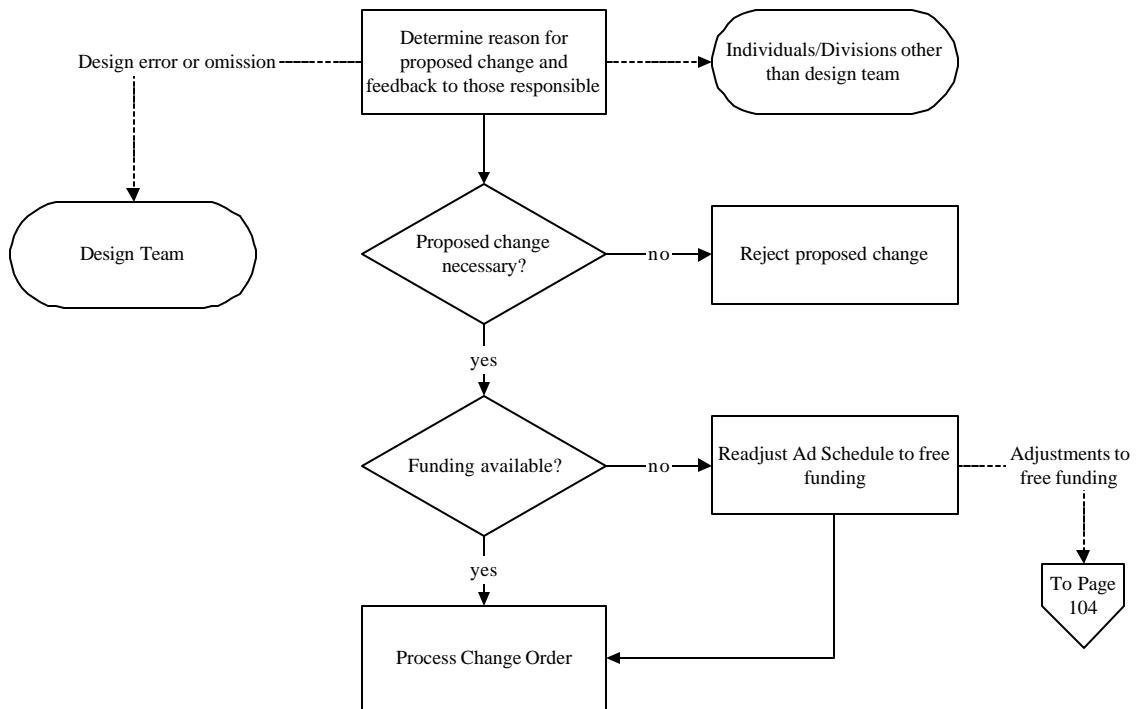 Determine reason for
proposed change and
feedback to those responsible
Design error or omission
Individuals/Divisions other
than design team
Design Team
Proposed change
necessary?
no
Reject proposed change
yes
Funding available?
no
Readjust Ad Schedule to free
funding
Adjustments to
free funding
yes
To Page
104
Process Change Order